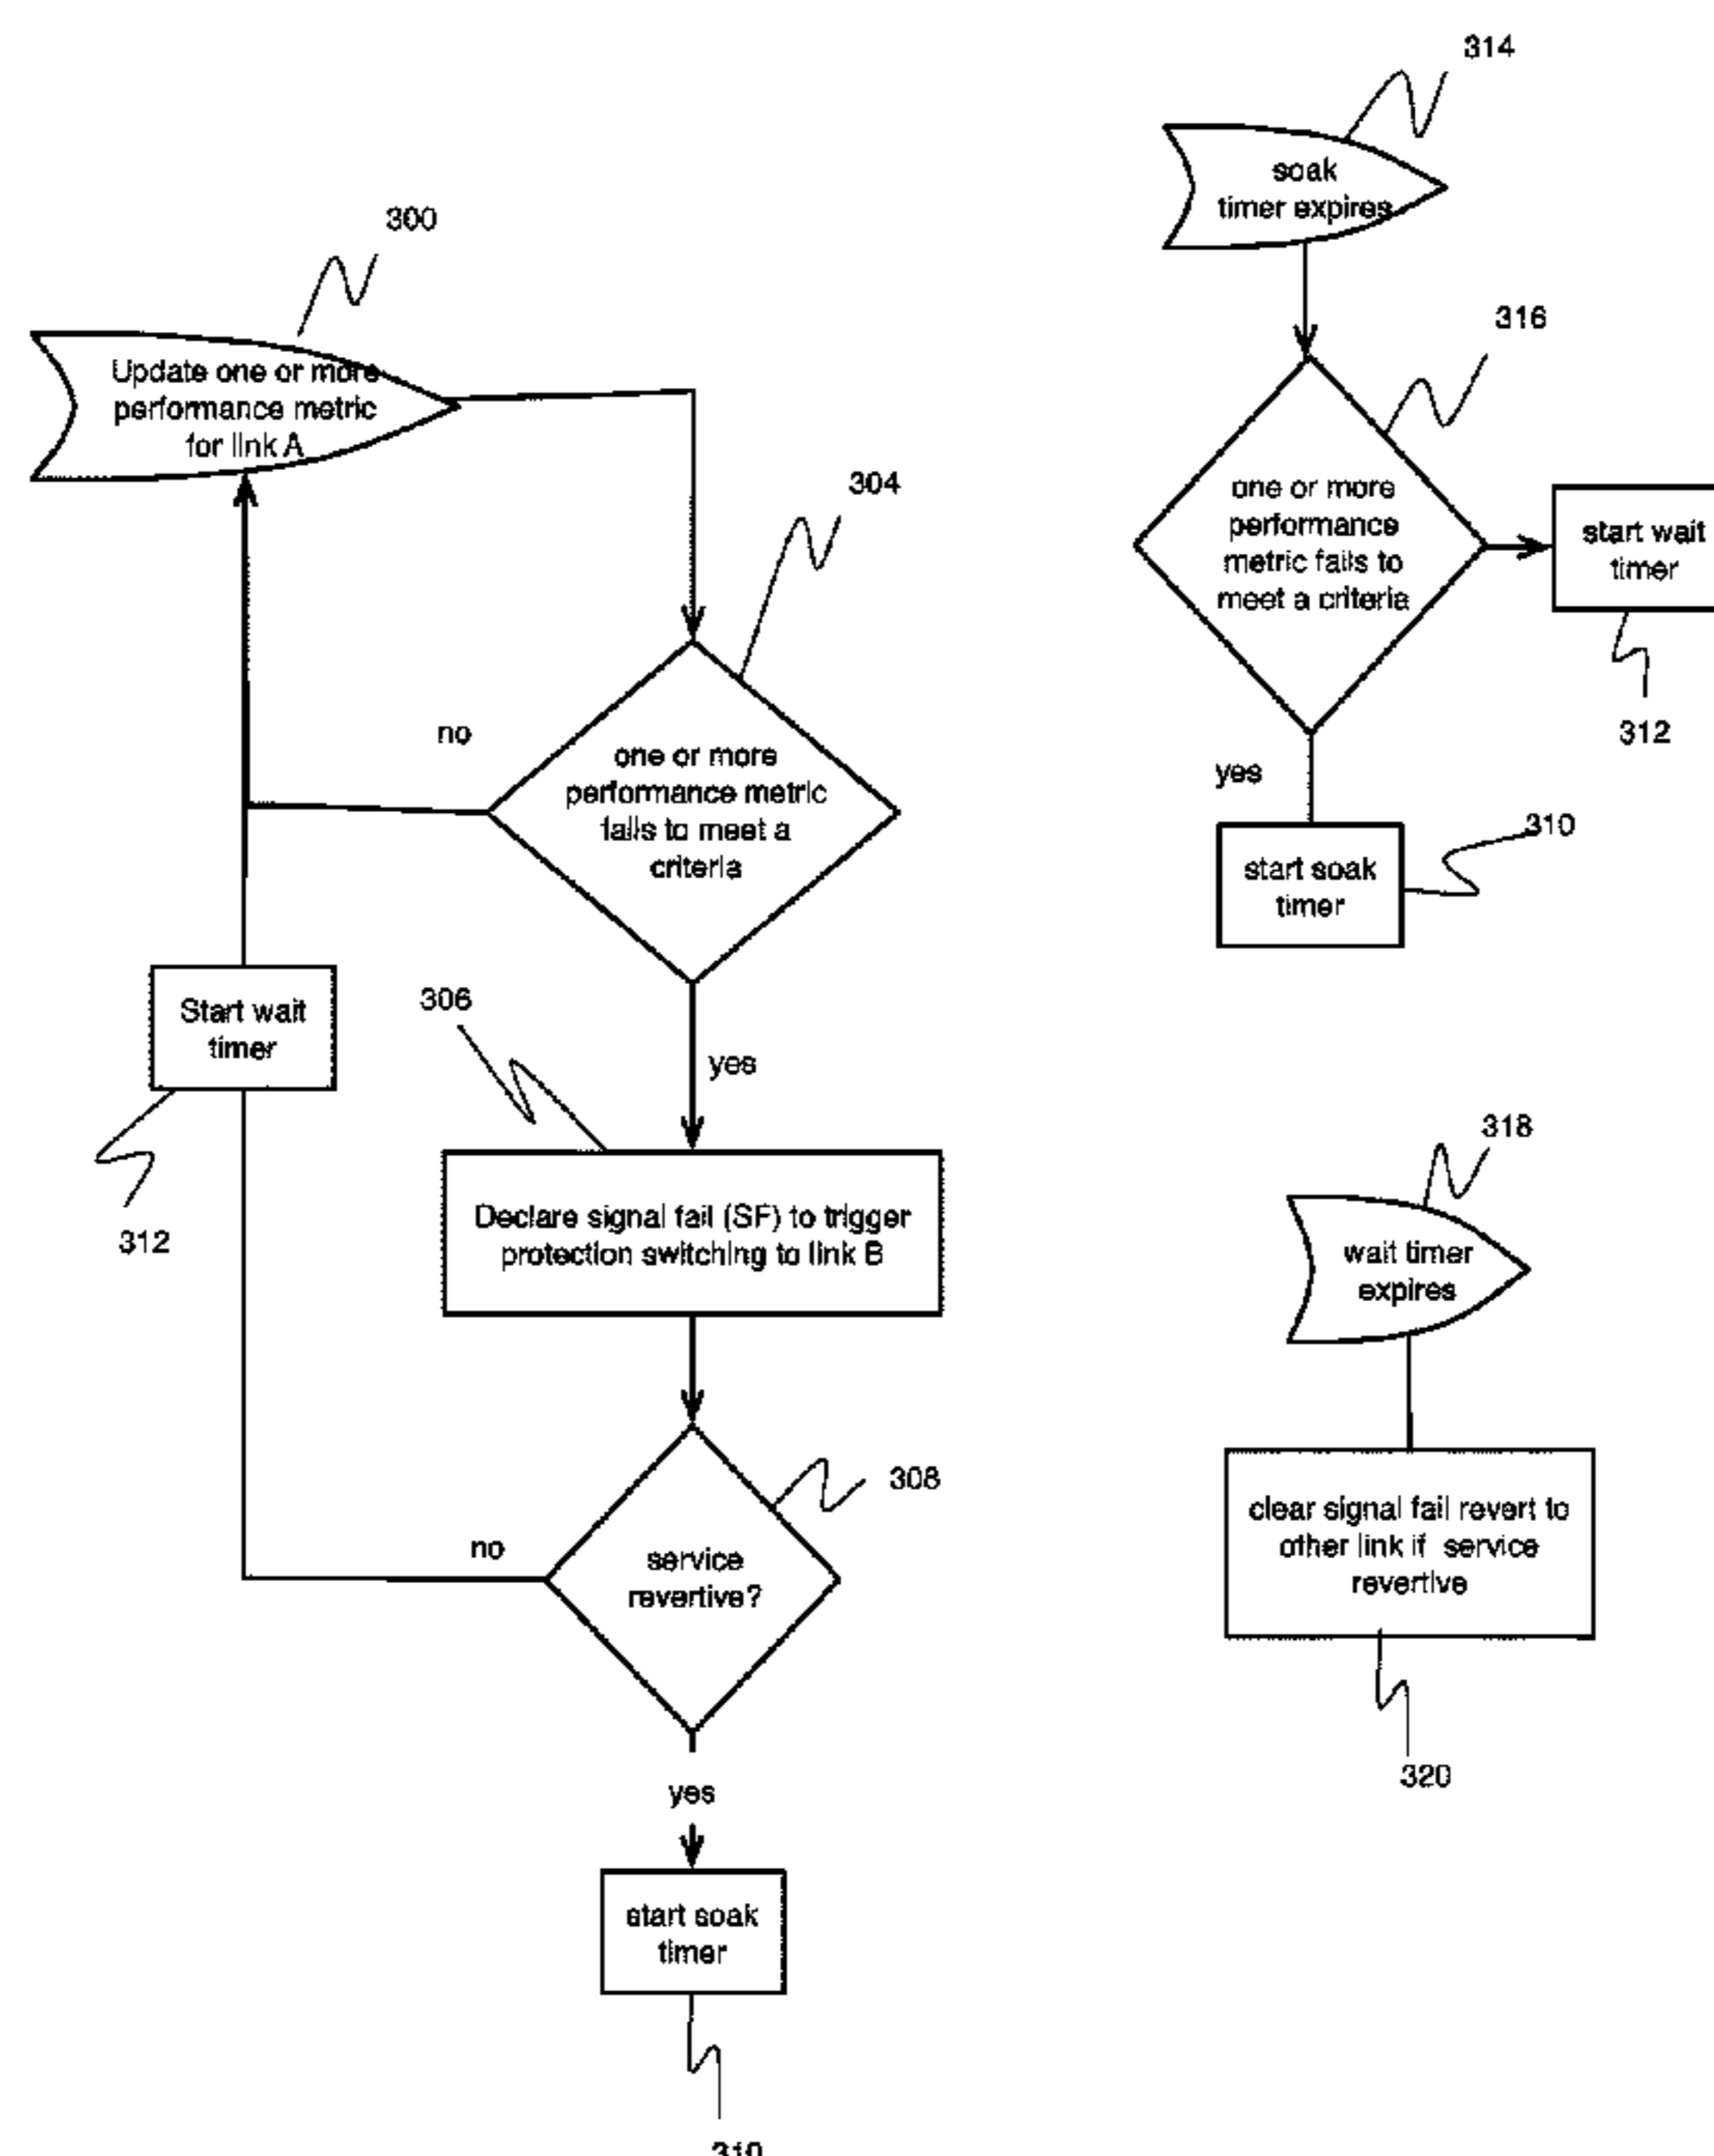 300
Update one or more
performance metric
for link A
304
no
one or more
performance metric
fails to meet a
criteria
Start wait
timer
312
306
yes
Declare signal fail (SF) to trigger
protection switching to link B
308
no
service
revertive?
yes
start soak
timer
310
314
soak
timer expires
316
one or more
performance
metric fails to
meet a criteria
start wait
timer
312
yes
310
start soak
timer
318
wait timer
expires
clear signal fail revert to
other link if service
revertive
320